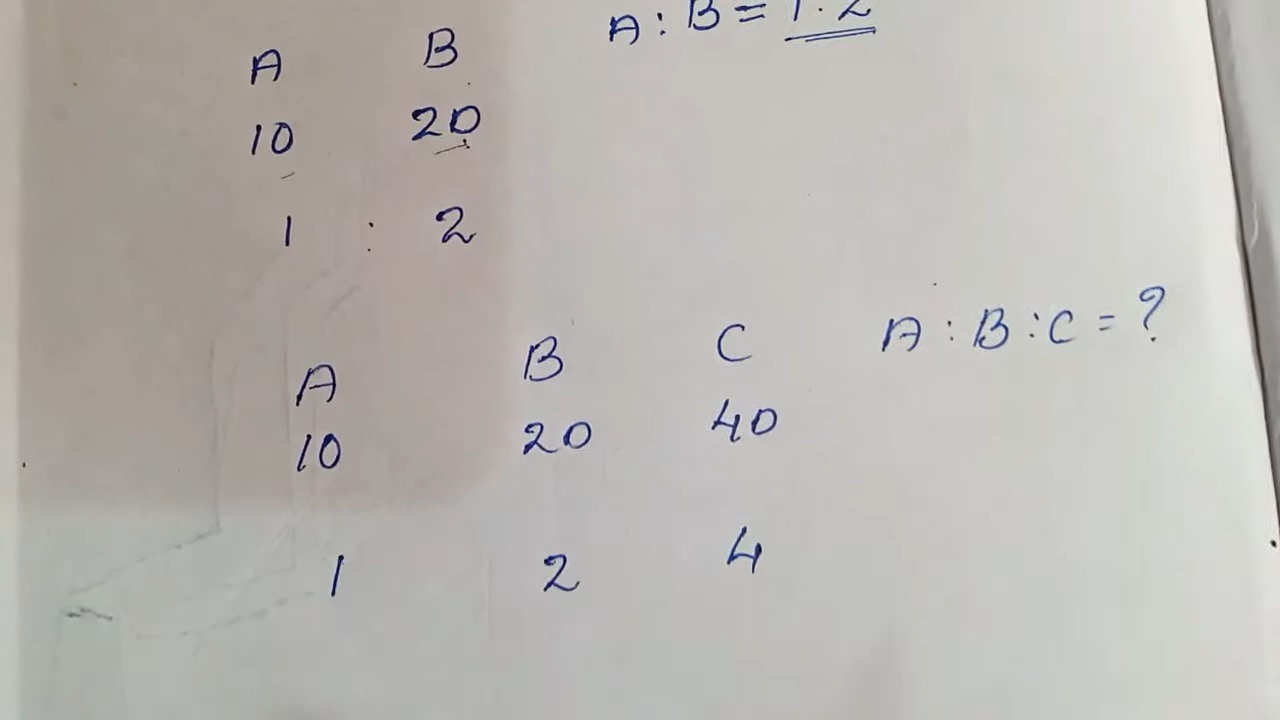 A : B = 1 : 2
A B
10 20
1 : 2
A B C A : B : C = ?
10 20 40
1 2 4